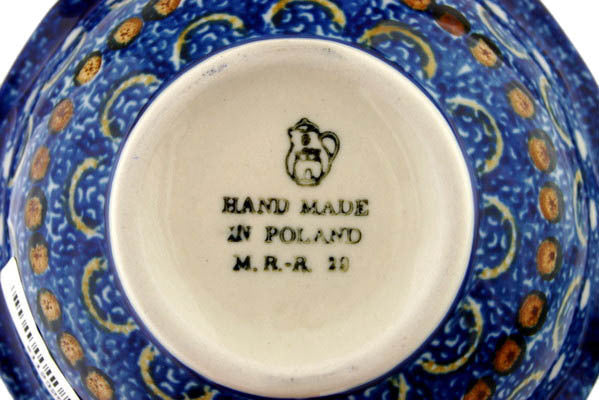 HAND MADE
IN POLAND
M. R.-R. 20